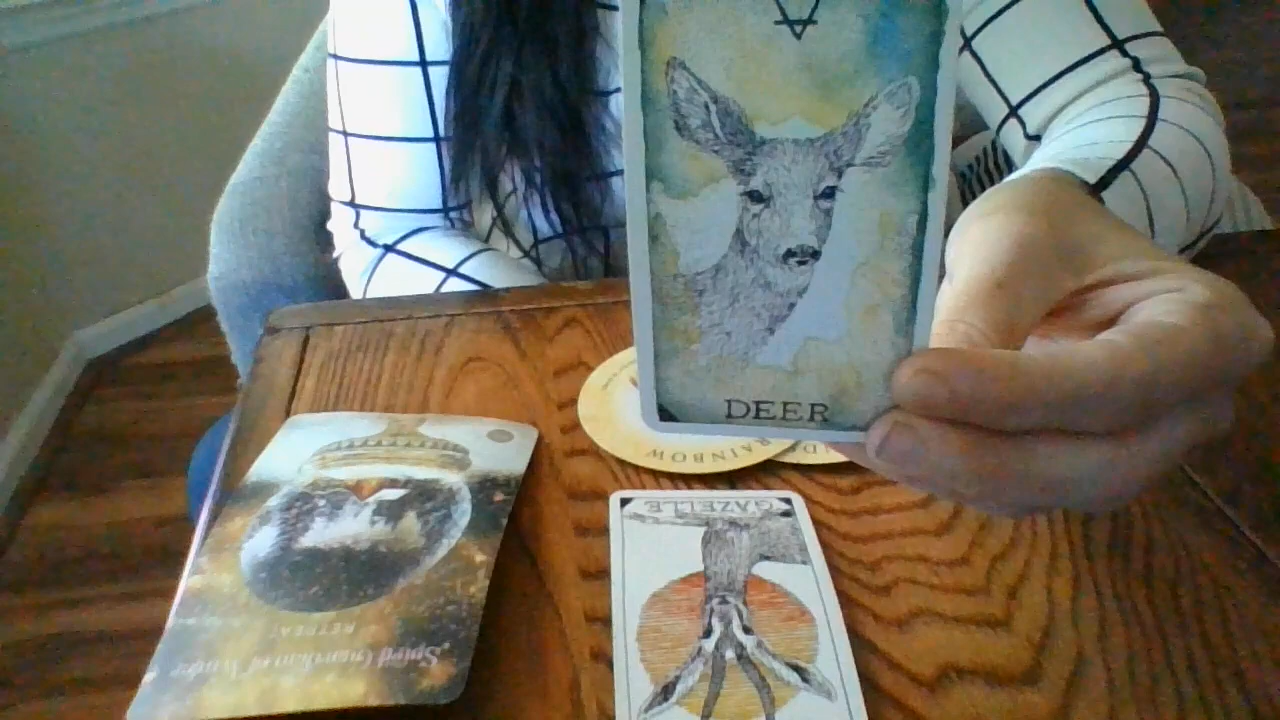 DEER
RAINBOW
GAZELLE
Spirit Guardian of Winter
RETREAT